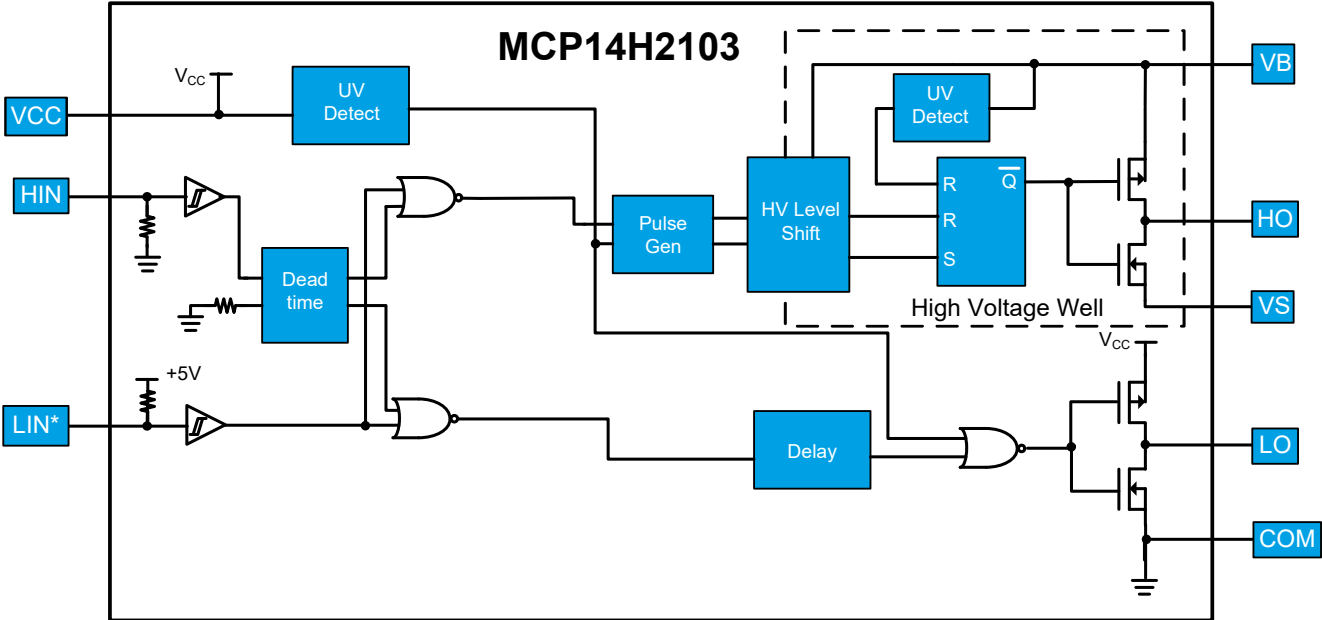 MCP14H2103
VCC
VCC
UV
Detect
UV
Detect
VB
HIN
R
Q
R
S
HV Level
Shift
Pulse
Gen
HO
Dead
time
High Voltage Well
VS
VCC
+5V
LIN*
Delay
LO
COM